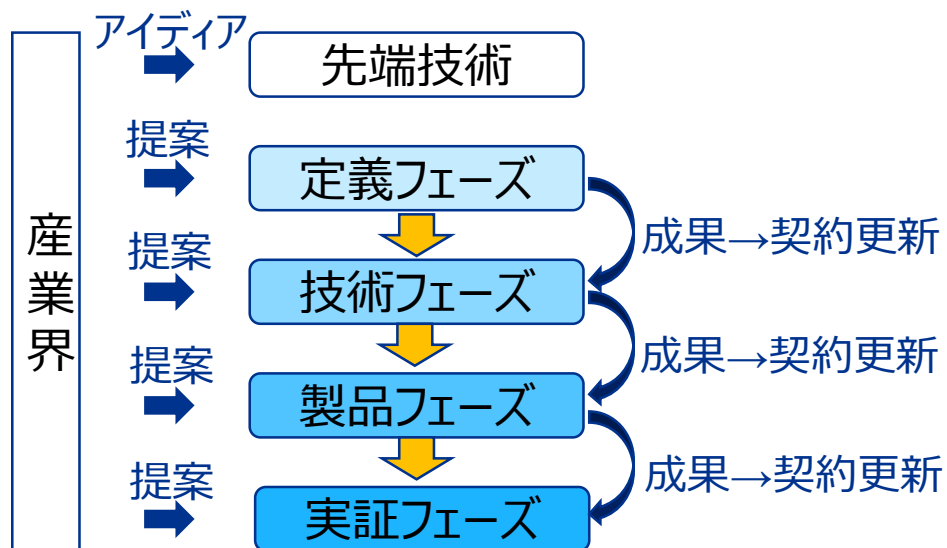 産業界
アイディア
先端技術
提案
定義フェーズ
成果→契約更新
提案
技術フェーズ
成果→契約更新
提案
製品フェーズ
成果→契約更新
提案
実証フェーズ